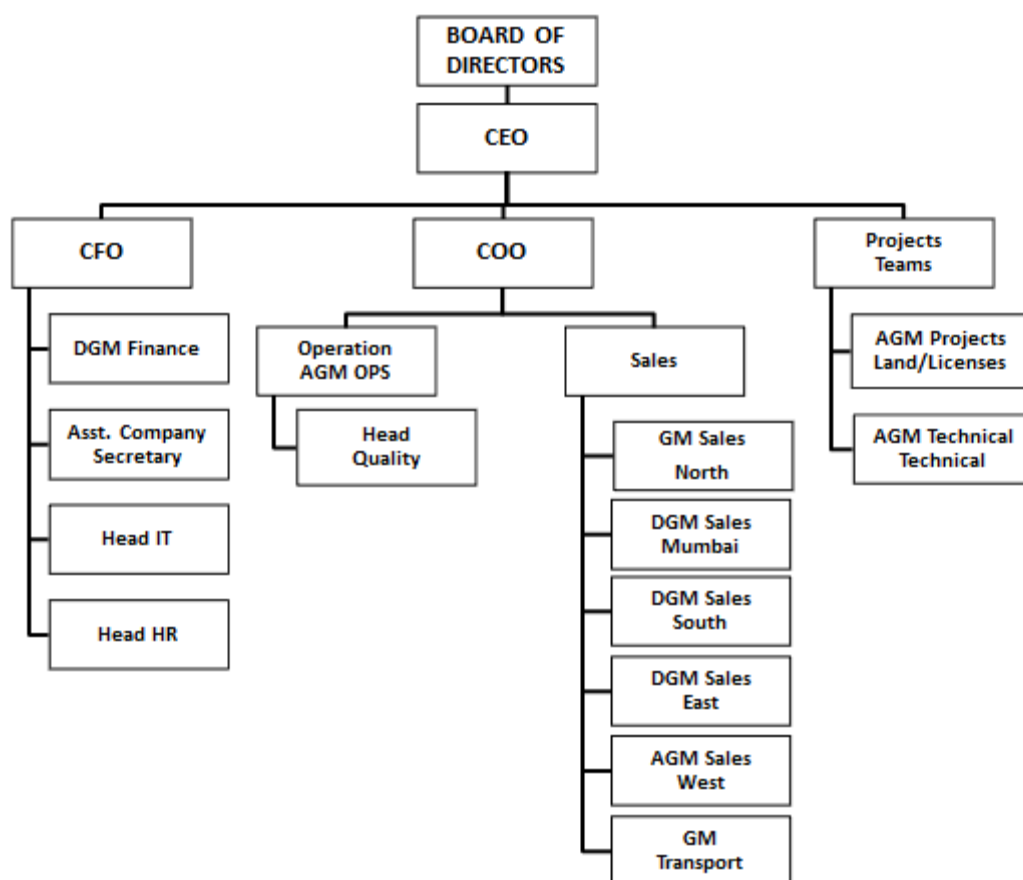 BOARD OF
DIRECTORS
CEO
CFO
COO
Projects
Teams
DGM Finance
Asst. Company
Secretary
Head IT
Head HR
Operation
AGM OPS
Head
Quality
Sales
GM Sales
North
DGM Sales
Mumbai
DGM Sales
South
DGM Sales
East
AGM Sales
West
GM
Transport
AGM Projects
Land/Licenses
AGM Technical
Technical